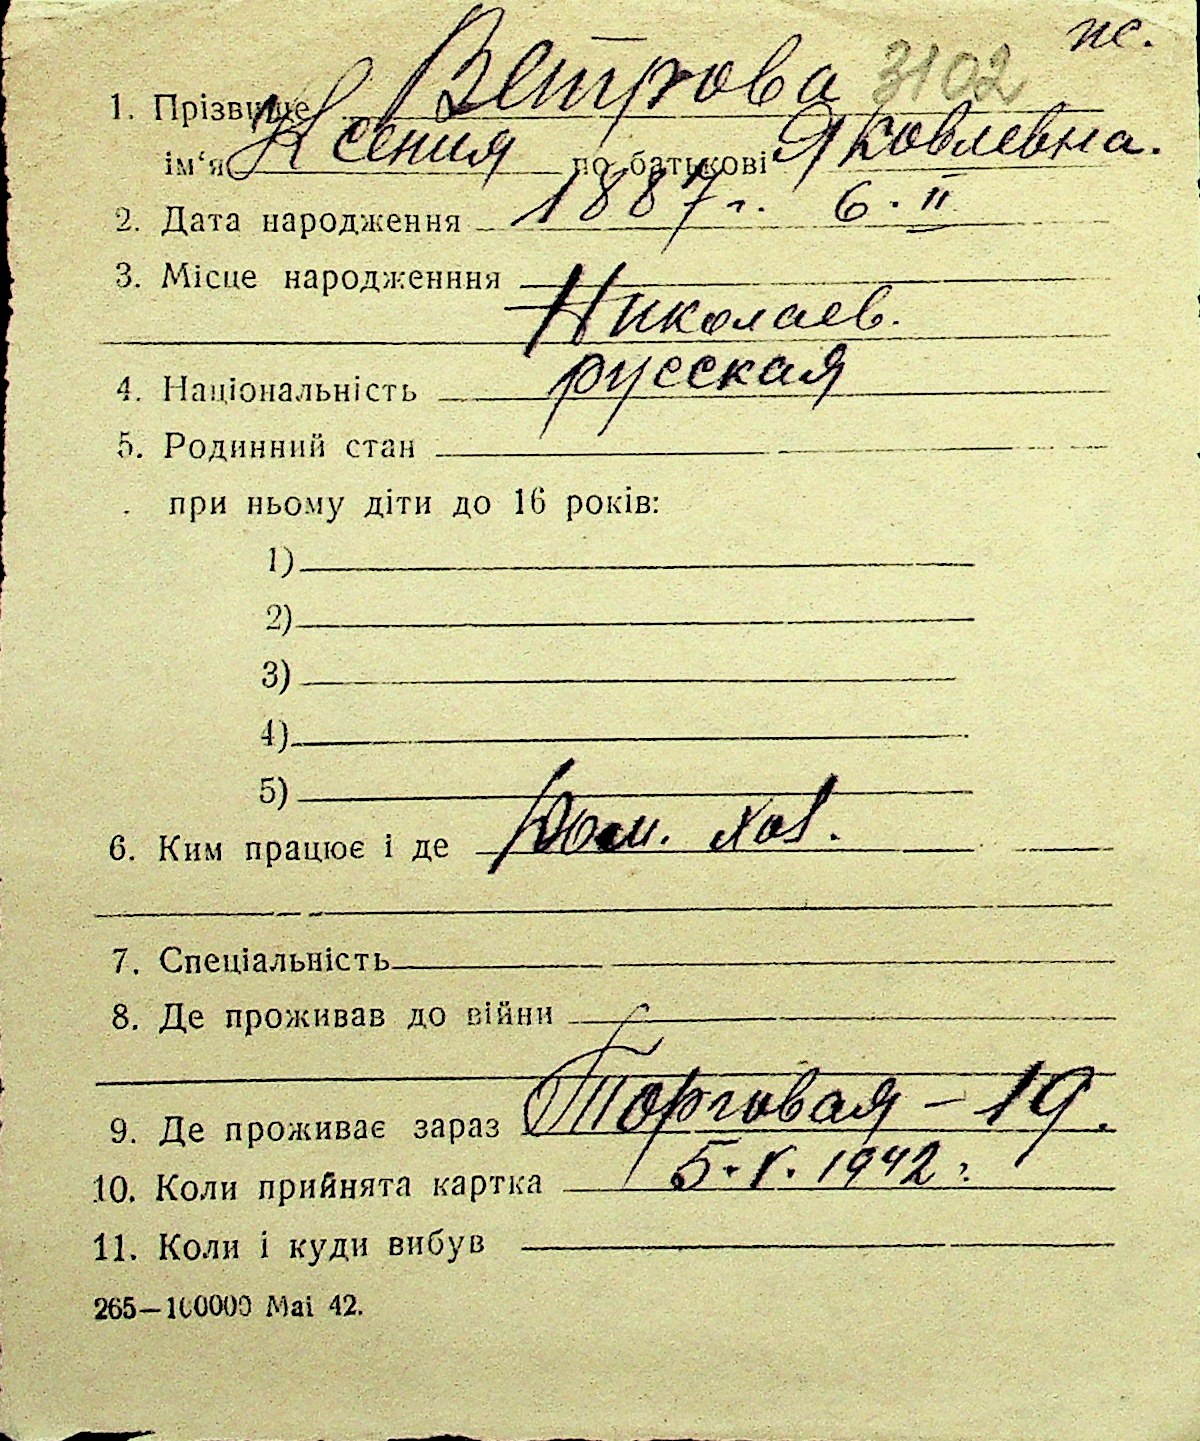 ж.
3102
1. Прізвище Ветрова
ім‘я Ксения по батькові Яковлевна.
2. Дата народження 1887 г. 6. II
3. Місце народженння
Николаев.
4. Національність русская
5. Родинний стан
при ньому діти до 16 років:
1)
2)
3)
4)
5)
6. Ким працює і де Дом. хоз.
7. Спеціальність
8. Де проживав до війни
9. Де проживає зараз Торговая - 19.
10. Коли прийнята картка 5. V. 1942 г.
11. Коли і куди вибув
265—100000 Маі 42.